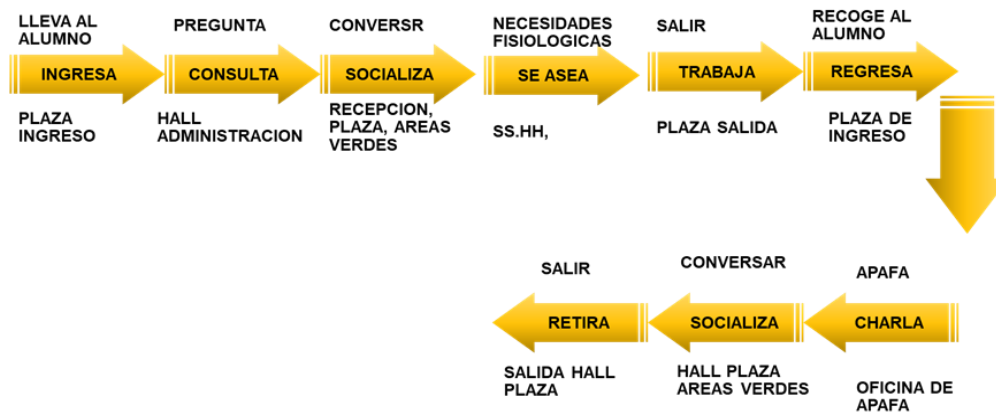 LLEVA AL
ALUMNO
PREGUNTA
CONVERSR
NECESIDADES
FISIOLOGICAS
SALIR
RECOGE AL
ALUMNO
INGRESA
CONSULTA
SOCIALIZA
SE ASEA
TRABAJA
REGRESA
PLAZA
INGRESO
HALL
ADMINISTRACION
RECEPCION,
PLAZA, AREAS
VERDES
SS.HH,
PLAZA SALIDA
PLAZA DE
INGRESO
SALIR
CONVERSAR
APAFA
RETIRA
SOCIALIZA
CHARLA
SALIDA HALL
PLAZA
HALL PLAZA
AREAS VERDES
OFICINA DE
APAFA